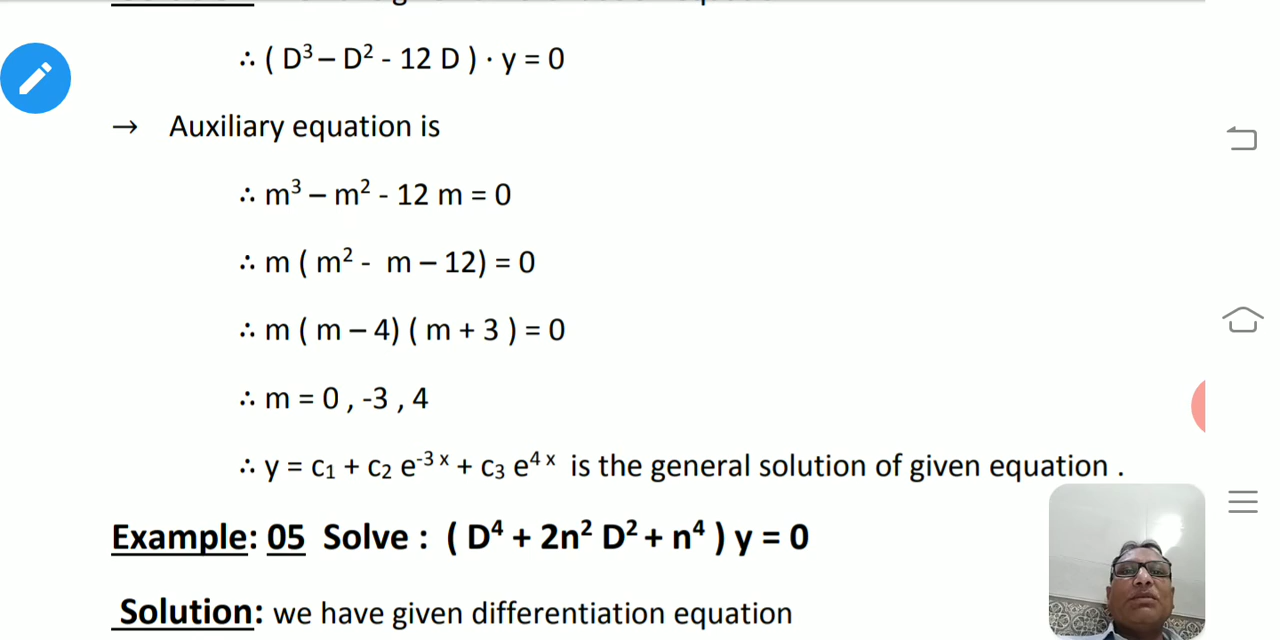 ∴ ( D³ – D² - 12 D ) · y = 0
→ Auxiliary equation is
∴ m³ – m² - 12 m = 0
∴ m ( m² - m – 12) = 0
∴ m ( m – 4) ( m + 3 ) = 0
∴ m = 0 , -3 , 4
∴ y = c₁ + c₂ e⁻³ ˣ + c₃ e⁴ ˣ is the general solution of given equation .
Example: 05 Solve : ( D⁴ + 2n² D² + n⁴ ) y = 0
Solution: we have given differentiation equation